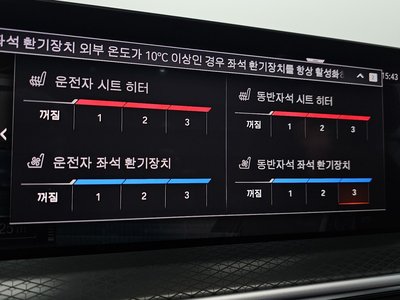 좌석 환기장치 외부 온도가 10°C 이상인 경우 좌석 환기장치를 항상 활성화
15:43
운전자 시트 히터
꺼짐 1 2 3
동반자석 시트 히터
꺼짐 1 2 3
운전자 좌석 환기장치
꺼짐 1 2 3
동반자석 좌석 환기장치
꺼짐 1 2 3